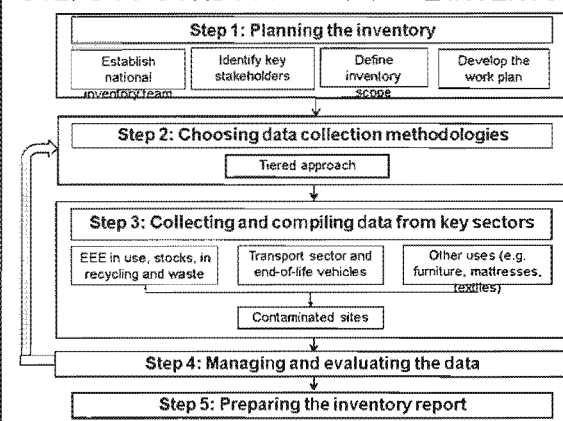 Step 1: Planning the inventory
Establish
national
inventory team
Identify key
stakeholders
Define
inventory
scope
Develop the
work plan
Step 2: Choosing data collection methodologies
Tiered approach
Step 3: Collecting and compiling data from key sectors
EEE in use, stocks, in
recycling and waste
Transport sector and
end-of-life vehicles
Other uses (e.g.
furniture, mattresses,
textiles)
Contaminated sites
Step 4: Managing and evaluating the data
Step 5: Preparing the inventory report